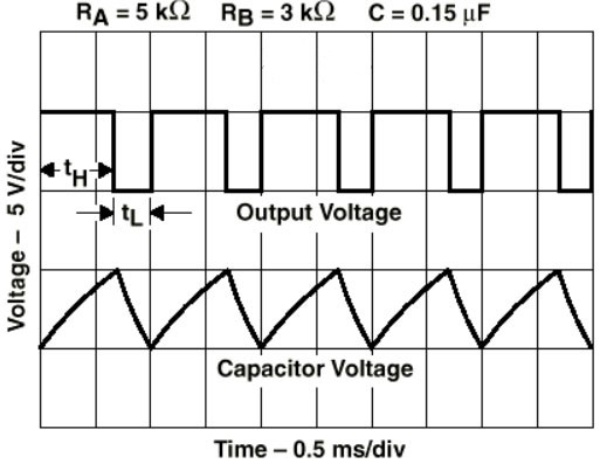 RA = 5 kΩ RB = 3 kΩ C = 0.15 µF
Voltage – 5 V/div
tH
tL
Output Voltage
Capacitor Voltage
Time – 0.5 ms/div